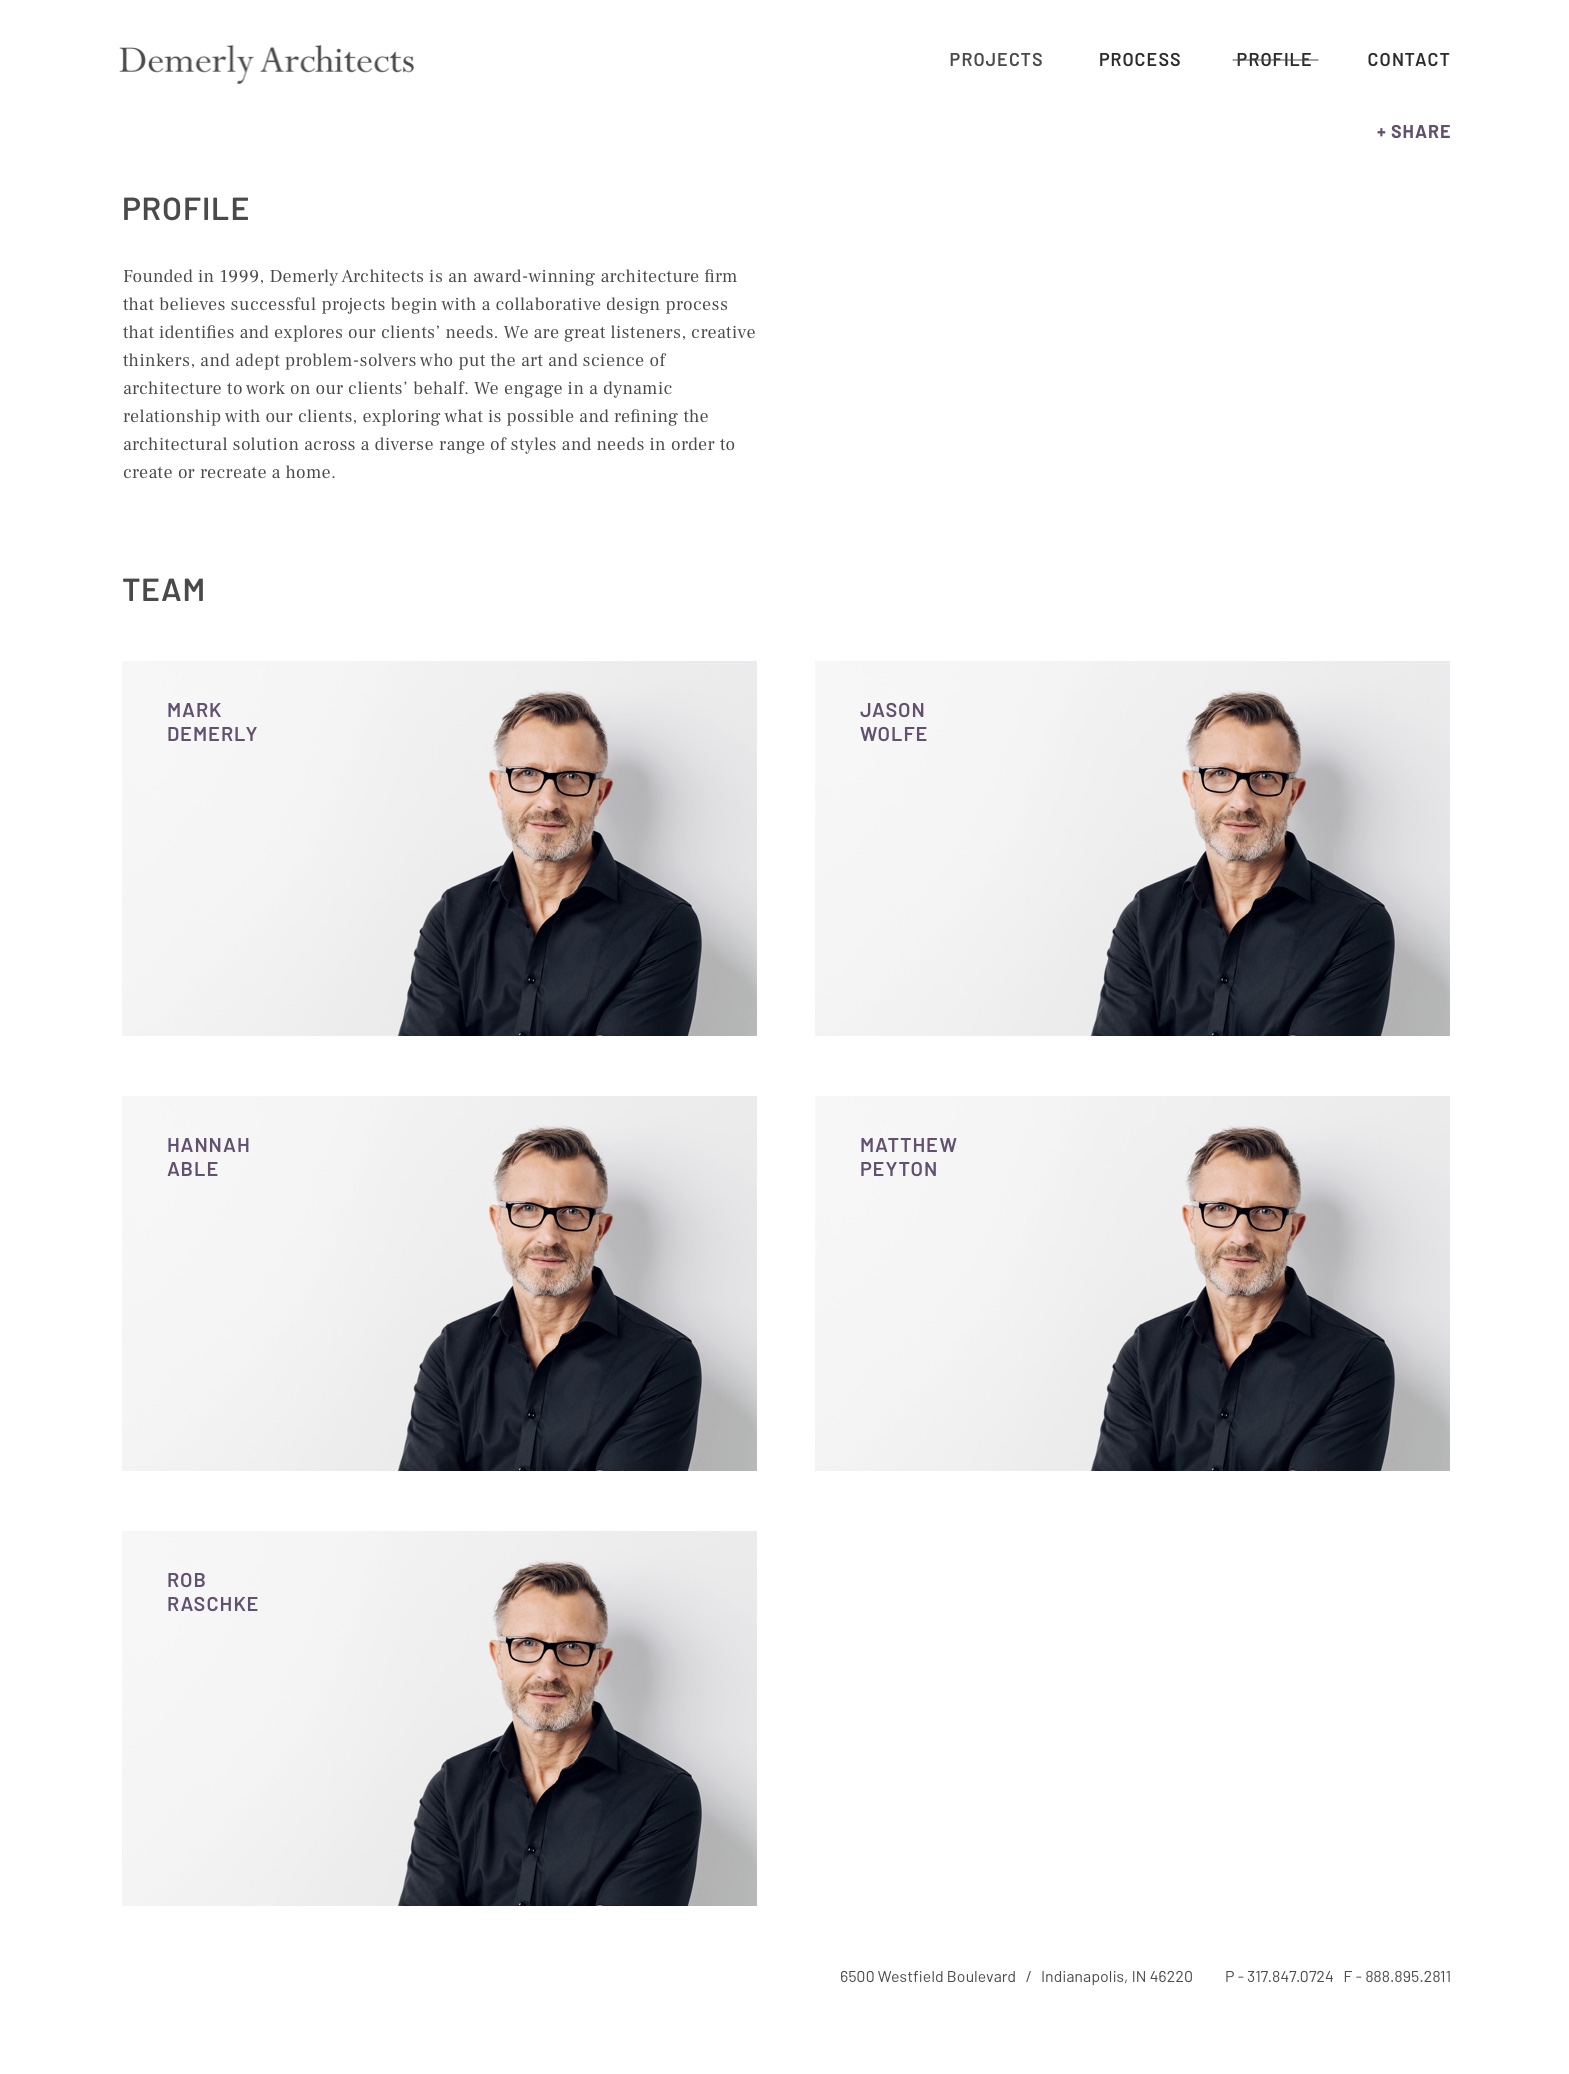 Demerly Architects
PROJECTS PROCESS PROFILE CONTACT
+ SHARE
PROFILE
Founded in 1999, Demerly Architects is an award-winning architecture firm
that believes successful projects begin with a collaborative design process
that identifies and explores our clients’ needs. We are great listeners, creative
thinkers, and adept problem-solvers who put the art and science of
architecture to work on our clients’ behalf. We engage in a dynamic
relationship with our clients, exploring what is possible and refining the
architectural solution across a diverse range of styles and needs in order to
create or recreate a home.
TEAM
MARK
DEMERLY
JASON
WOLFE
HANNAH
ABLE
MATTHEW
PEYTON
ROB
RASCHKE
6500 Westfield Boulevard / Indianapolis, IN 46220 P - 317.847.0724 F - 888.895.2811